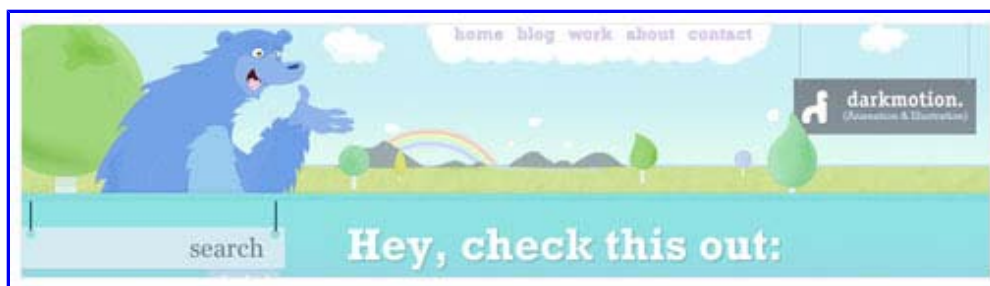 home blog work about contact
darkmotion.
(Animation & Illustration)
search
Hey, check this out: